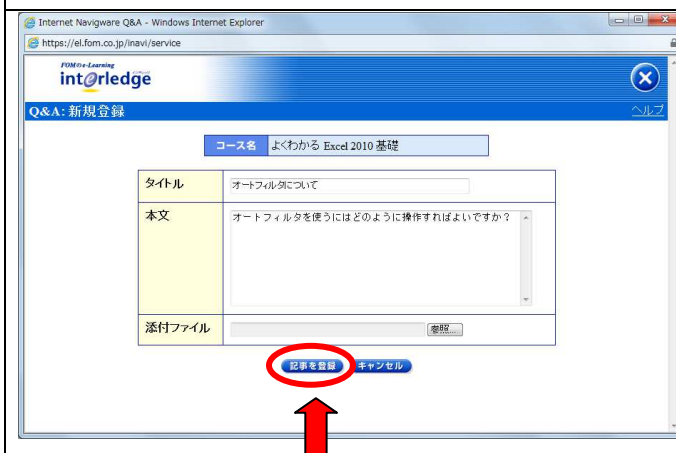 Internet Navigware Q&A - Windows Internet Explorer
https://el.fom.co.jp/inavi/service
FOMのe-Learning
interledge
Q&A: 新規登録
ヘルプ
コース名 よくわかる Excel 2010 基礎
タイトル オートフィルタについて
本文 オートフィルタを使うにはどのように操作すればよいですか？
添付ファイル 参照...
記事を登録 キャンセル